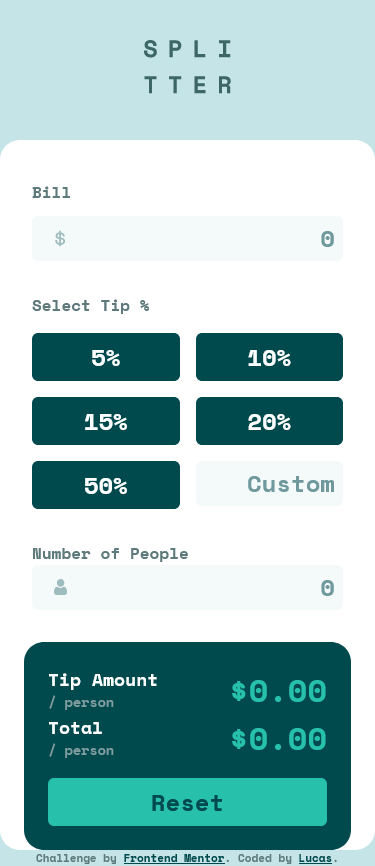 SPLI
TTER
Bill
$ 0
Select Tip %
5% 10%
15% 20%
50% Custom
Number of People
0
Tip Amount
/ person
$0.00
Total
/ person
$0.00
Reset
Challenge by Frontend Mentor. Coded by Lucas.